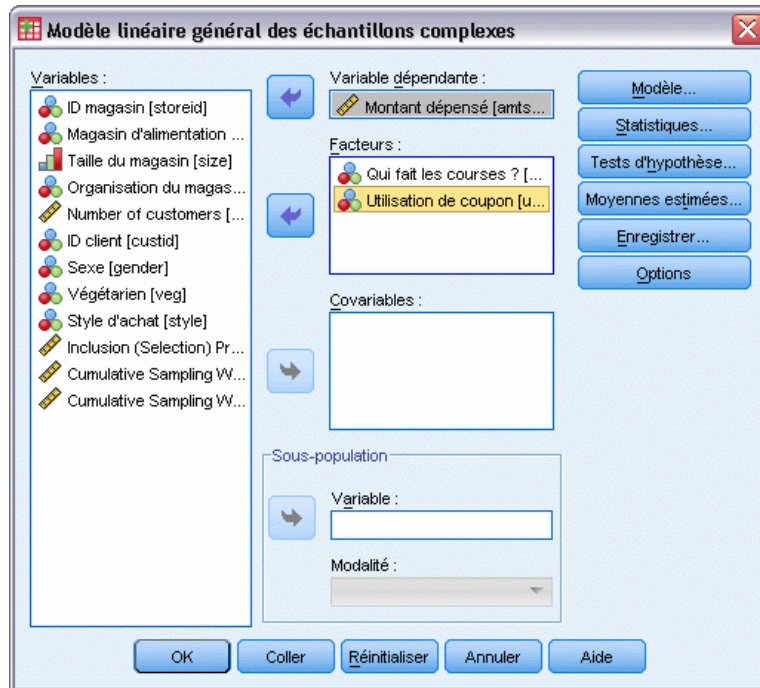 Modèle linéaire général des échantillons complexes
Variables :
ID magasin [storeid]
Magasin d'alimentation ...
Taille du magasin [size]
Organisation du magas...
Number of customers [...
ID client [custid]
Sexe [gender]
Végétarien [veg]
Style d'achat [style]
Inclusion (Selection) Pr...
Cumulative Sampling W...
Cumulative Sampling W...
Variable dépendante :
Montant dépensé [amts...
Facteurs :
Qui fait les courses ? [...
Utilisation de coupon [u...
Covariables :
Sous-population
Variable :
Modalité :
Modèle...
Statistiques...
Tests d'hypothèse...
Moyennes estimées...
Enregistrer...
Options
OK
Coller
Réinitialiser
Annuler
Aide